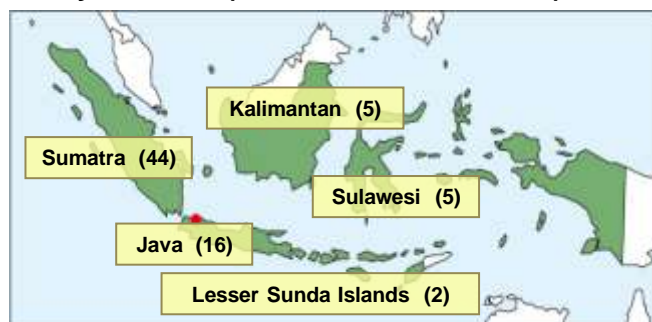 Kalimantan (5)
Sumatra (44)
Sulawesi (5)
Java (16)
Lesser Sunda Islands (2)